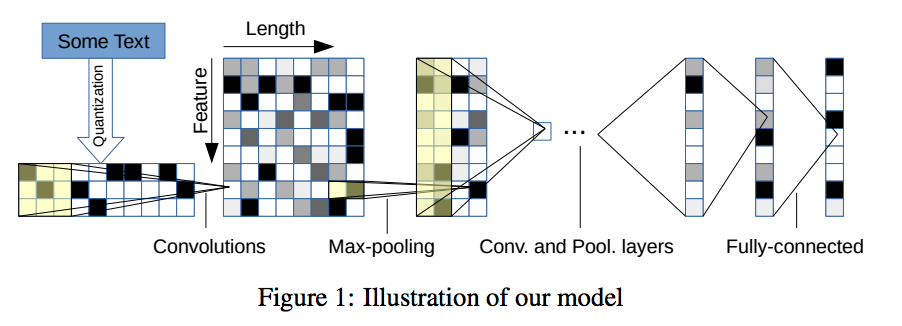 Some Text
Quantization
Length
Feature
Convolutions
Max-pooling
...
Conv. and Pool. layers
Fully-connected
Figure 1: Illustration of our model